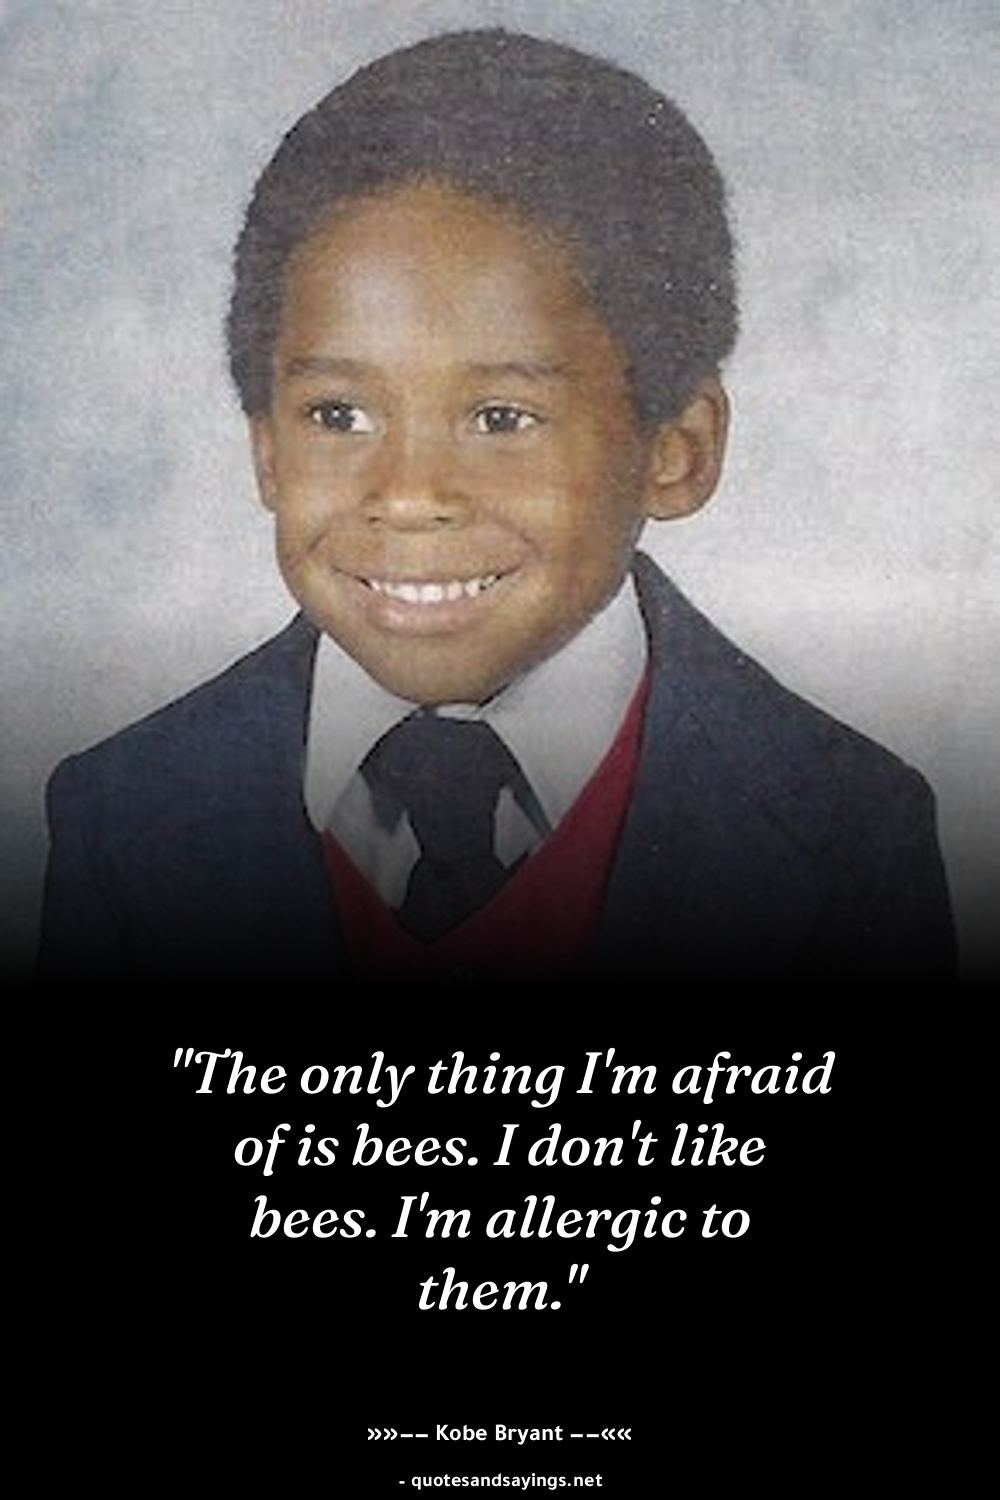 "The only thing I'm afraid
of is bees. I don't like
bees. I'm allergic to
them."
»»—— Kobe Bryant ——««
- quotesandsayings.net